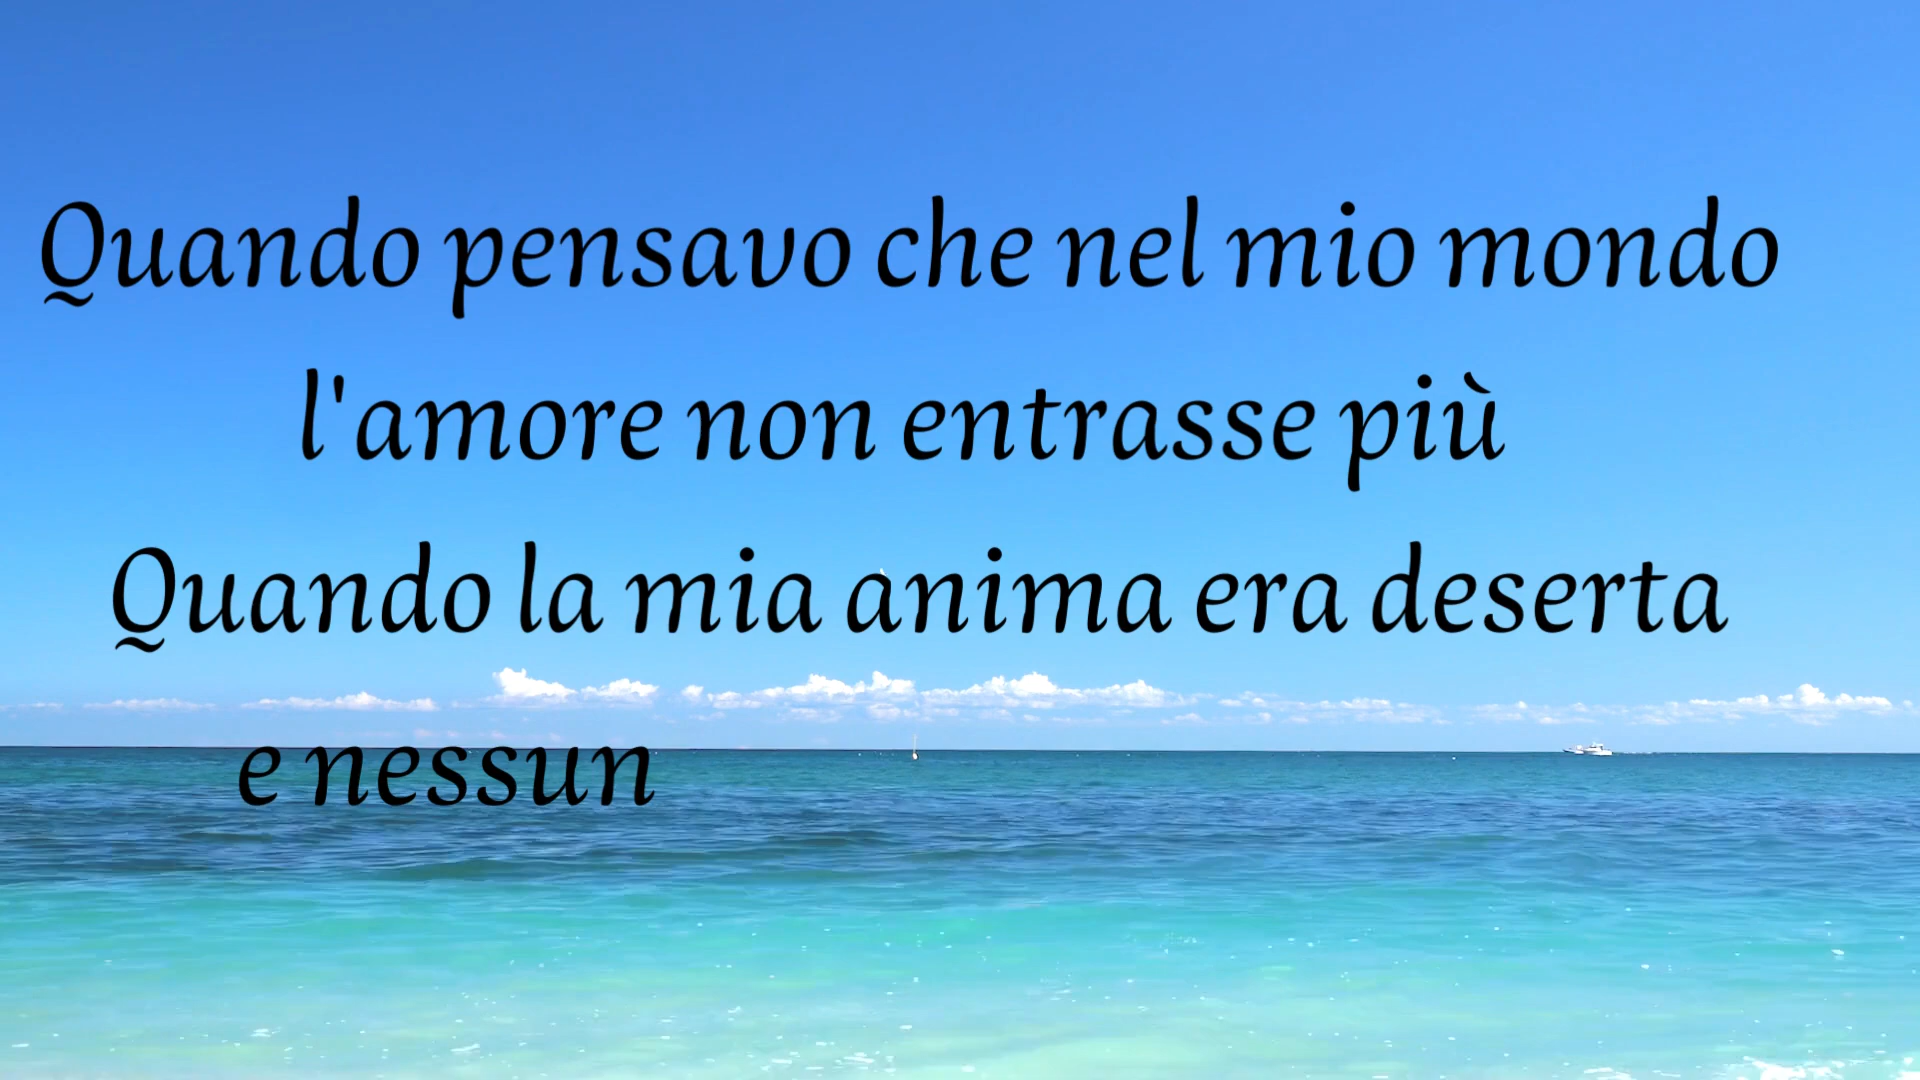 Quando pensavo che nel mio mondo
l'amore non entrasse più
Quando la mia anima era deserta
e nessun